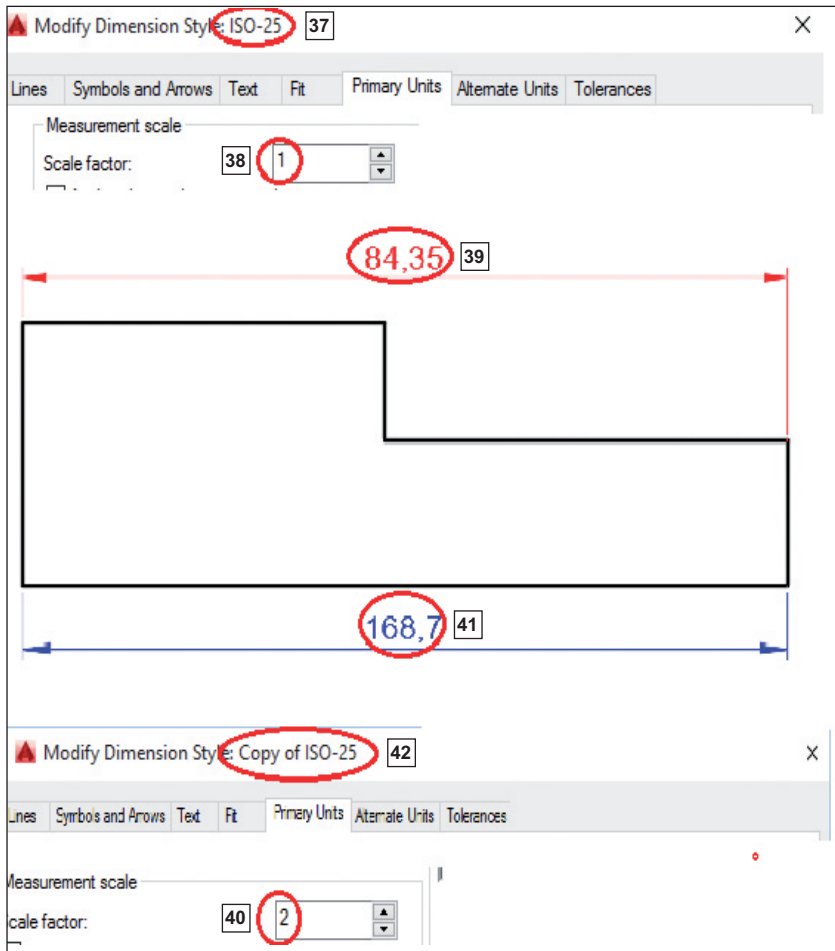 Modify Dimension Style: ISO-25 37
Lines Symbols and Arrows Text Fit Primary Units Alternate Units Tolerances
Measurement scale
Scale factor: 38 1
84,35 39
168,7 41
Modify Dimension Style: Copy of ISO-25 42
Lines Symbols and Arrows Text Fit Primary Units Alternate Units Tolerances
Measurement scale
cale factor: 40 2